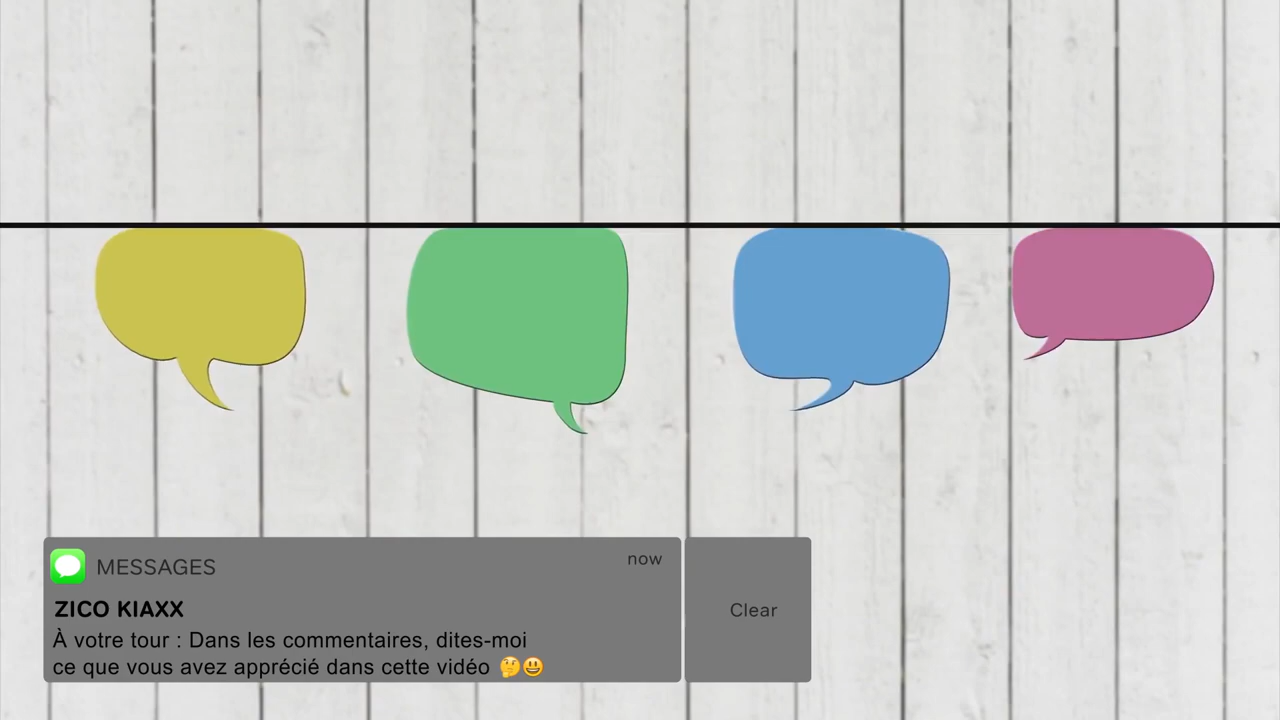 MESSAGES
now
ZICO KIAXX
Clear
À votre tour : Dans les commentaires, dites-moi
ce que vous avez apprécié dans cette vidéo 🤔😃